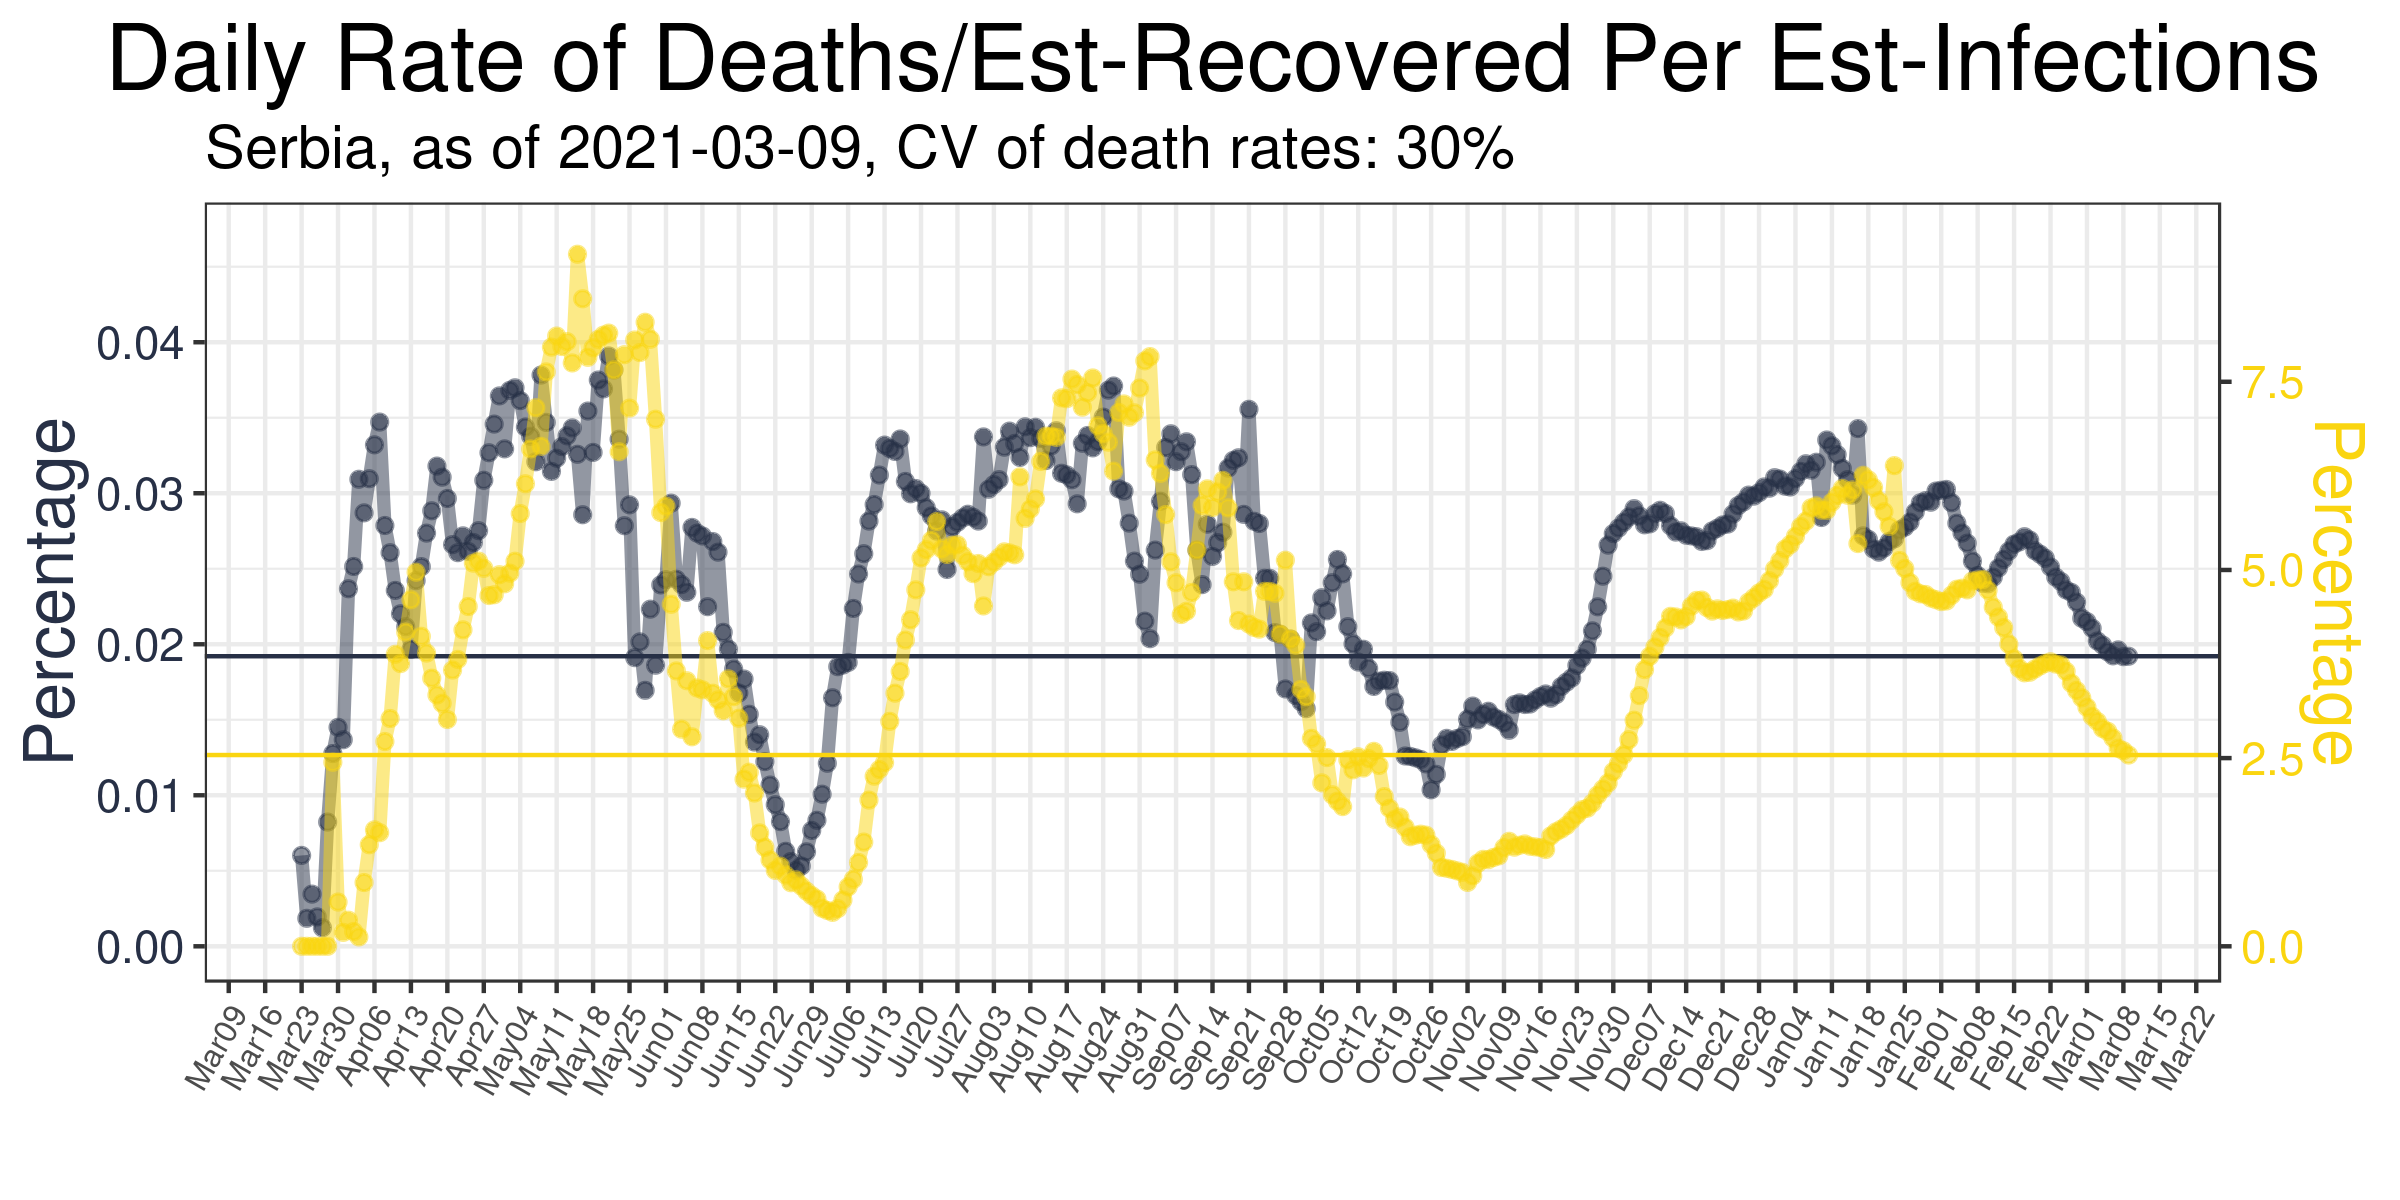 Daily Rate of Deaths/Est-Recovered Per Est-Infections
Serbia, as of 2021-03-09, CV of death rates: 30%
Percentage
0.04
0.03
0.02
0.01
0.00
7.5
5.0
2.5
0.0
Percentage
Mar09
Mar16
Mar23
Mar30
Apr06
Apr13
Apr20
Apr27
May04
May11
May18
May25
Jun01
Jun08
Jun15
Jun22
Jun29
Jul06
Jul13
Jul20
Jul27
Aug03
Aug10
Aug17
Aug24
Aug31
Sep07
Sep14
Sep21
Sep28
Oct05
Oct12
Oct19
Oct26
Nov02
Nov09
Nov16
Nov23
Nov30
Dec07
Dec14
Dec21
Dec28
Jan04
Jan11
Jan18
Jan25
Feb01
Feb08
Feb15
Feb22
Mar01
Mar08
Mar15
Mar22